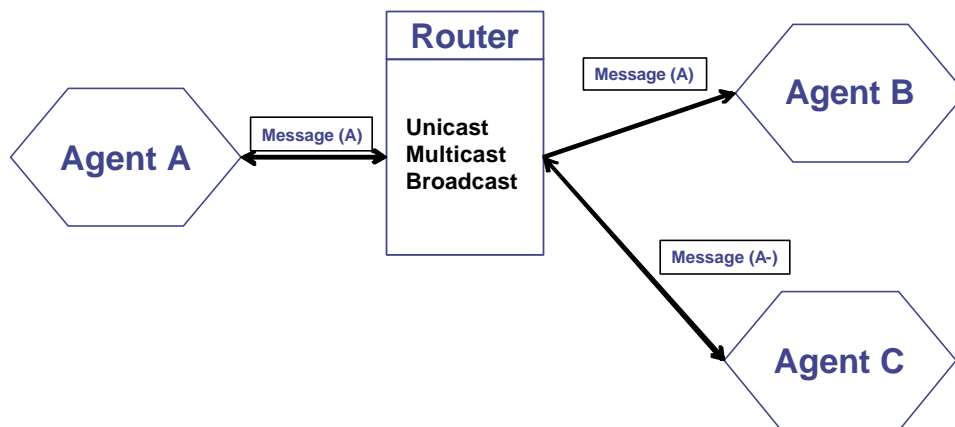 Router
Message (A)
Agent B
Message (A)
Unicast
Multicast
Broadcast
Agent A
Message (A-)
Agent C